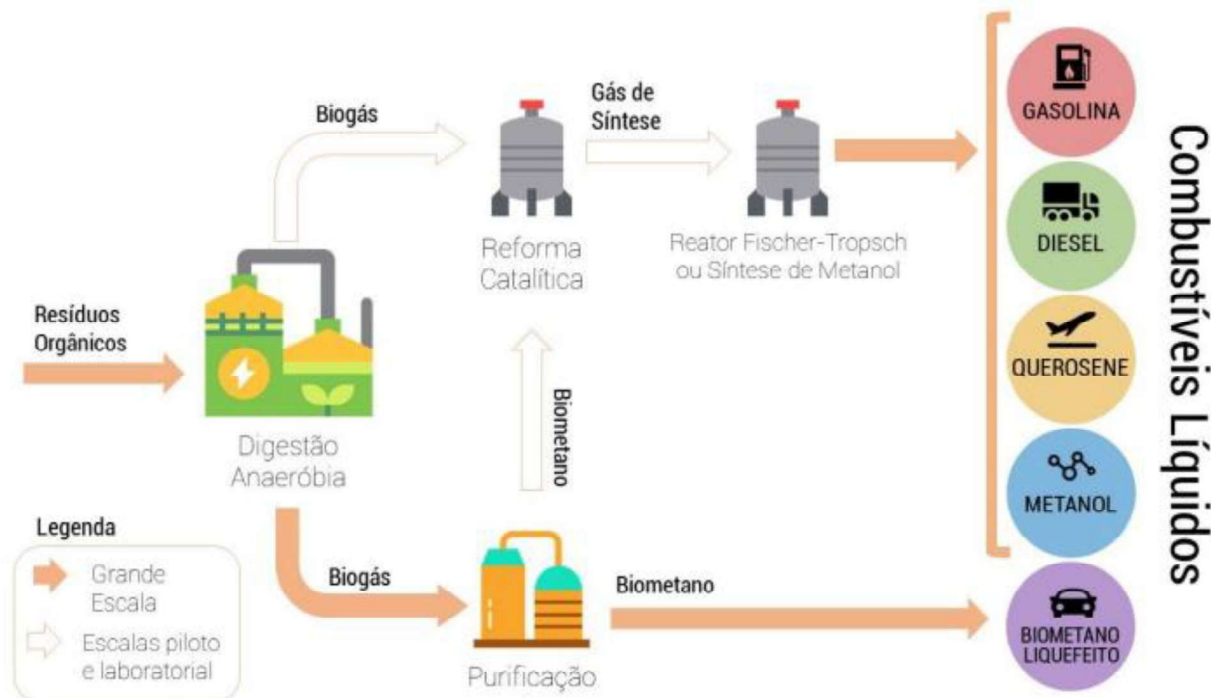 Biogás
Gás de
Síntese
GASOLINA
DIESEL
QUEROSENE
METANOL
BIOMETANO
LIQUEFEITO
Combustíveis Líquidos
Reforma
Catalítica
Reator Fischer-Tropsch
ou Síntese de Metanol
Resíduos
Orgânicos
Digestão
Anaeróbia
Biometano
Biogás
Purificação
Biometano
Legenda
Grande
Escala
Escalas piloto
e laboratorial